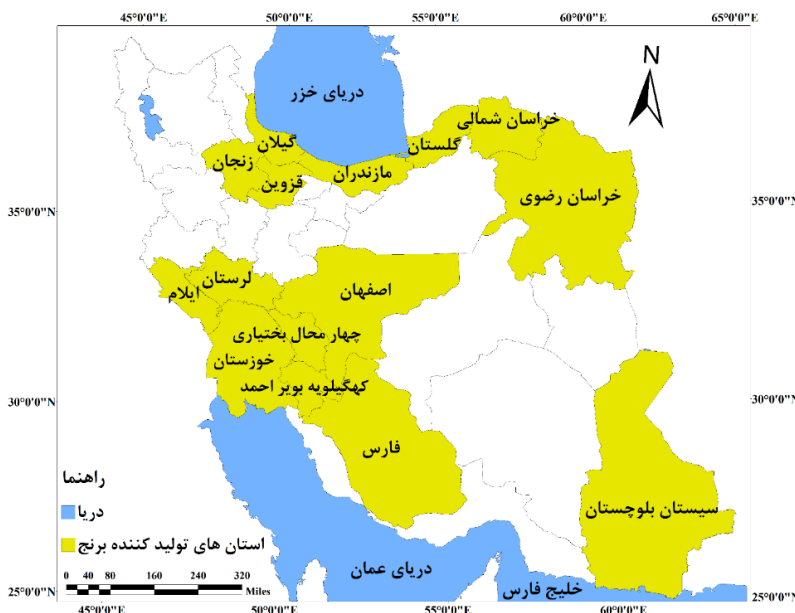 45°0'0"E 50°0'0"E 55°0'0"E 60°0'0"E 65°0'0"E
N
دریای خزر
خراسان شمالی
گلستان
گیلان
زنجان
مازندران
قزوین
خراسان رضوی
35°0'0"N 35°0'0"N
لرستان
ایلام
اصفهان
چهار محال بختیاری
خوزستان
کهگیلویه بویر احمد
30°0'0"N 30°0'0"N
فارس
سیستان بلوچستان
راهنما
دریا
استان های تولید کننده برنج
0 40 80 160 240 320
Miles
دریای عمان
خلیج فارس
25°0'0"N 25°0'0"N
45°0'0"E 50°0'0"E 55°0'0"E 60°0'0"E